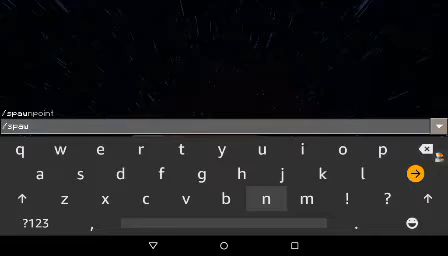 /spawnpoint
/spaw
q w e r t y u i o p
a s d f g h j k l
z x c v b n m ! ?
?123 , .